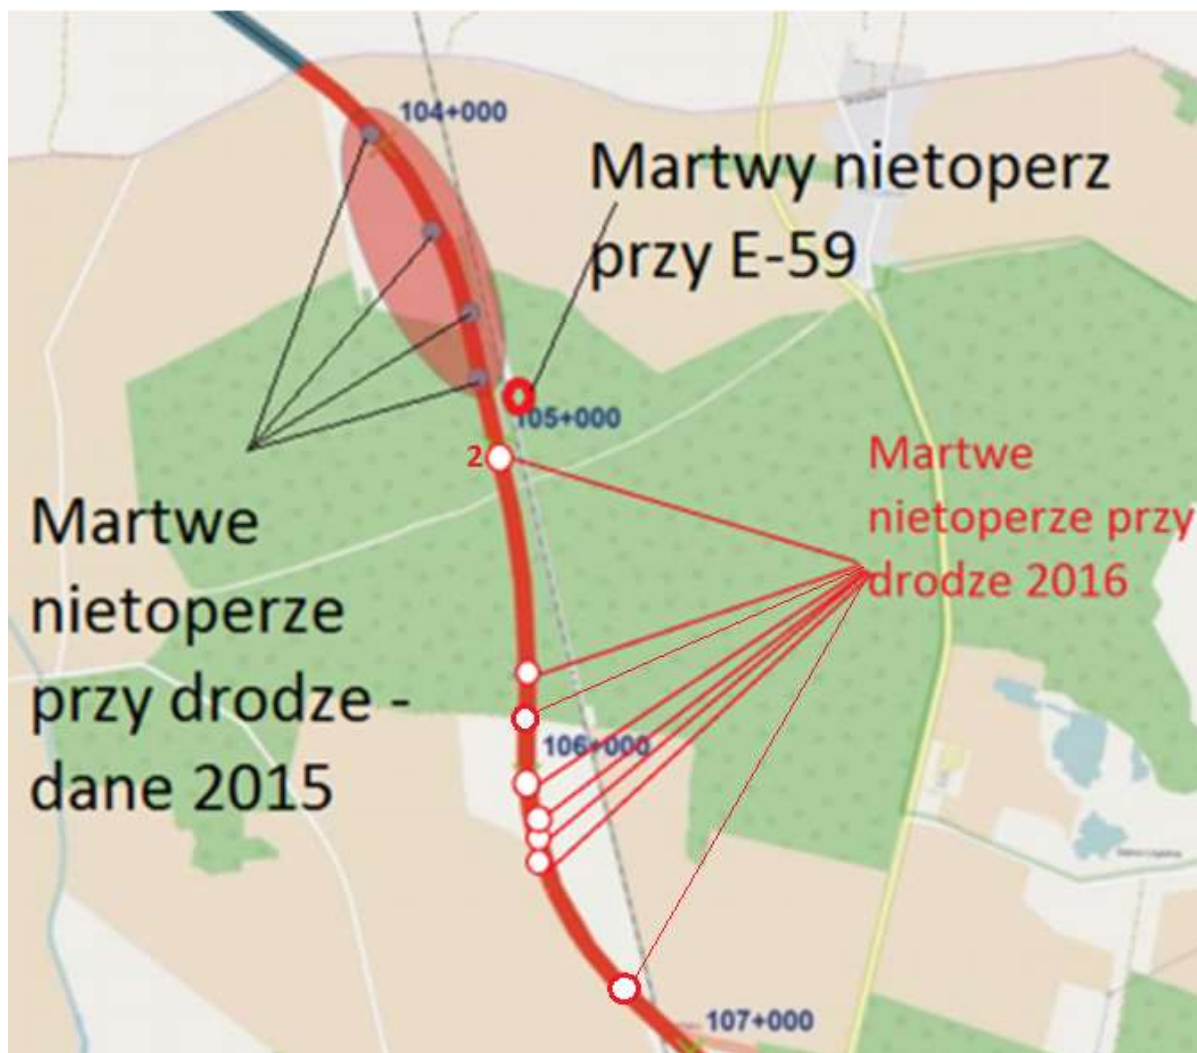 104+000
Martwy nietoperz
przy E-59
105+000
2
Martwe
nietoperze przy
drodze 2016
Martwe
nietoperze
przy drodze -
dane 2015
106+000
107+000